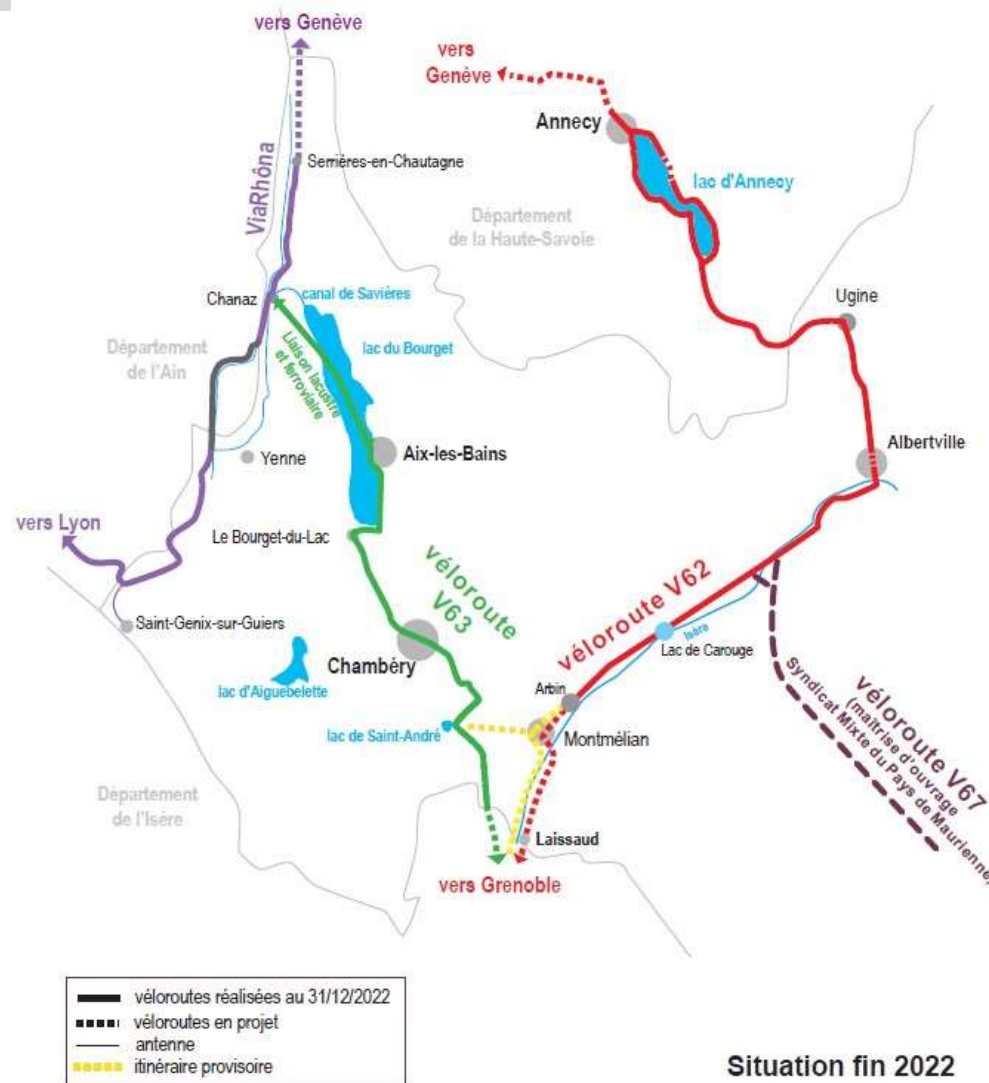 vers Genève
vers
Genève
Annecy
Serrières-en-Chautagne
lac d'Annecy
ViaRhôna
Département
de la Haute-Savoie
Chanaz
canal de Savières
Ugine
Département
de l'Ain
lac du Bourget
Liaison lacustre
et ferroviaire
Yenne
Aix-les-Bains
Albertville
vers Lyon
Le Bourget-du-Lac
véloroute
V63
véloroute V62
Saint-Genix-sur-Guiers
Isère
Lac de Carouge
Chambéry
lac d'Aiguebelette
Arbin
lac de Saint-André
Montmélian
véloroute V67
(maîtrise d'ouvrage
Syndicat Mixte du Pays de Maurienne)
Département
de l'Isère
Laissaud
vers Grenoble
véloroutes réalisées au 31/12/2022
véloroutes en projet
antenne
itinéraire provisoire
Situation fin 2022